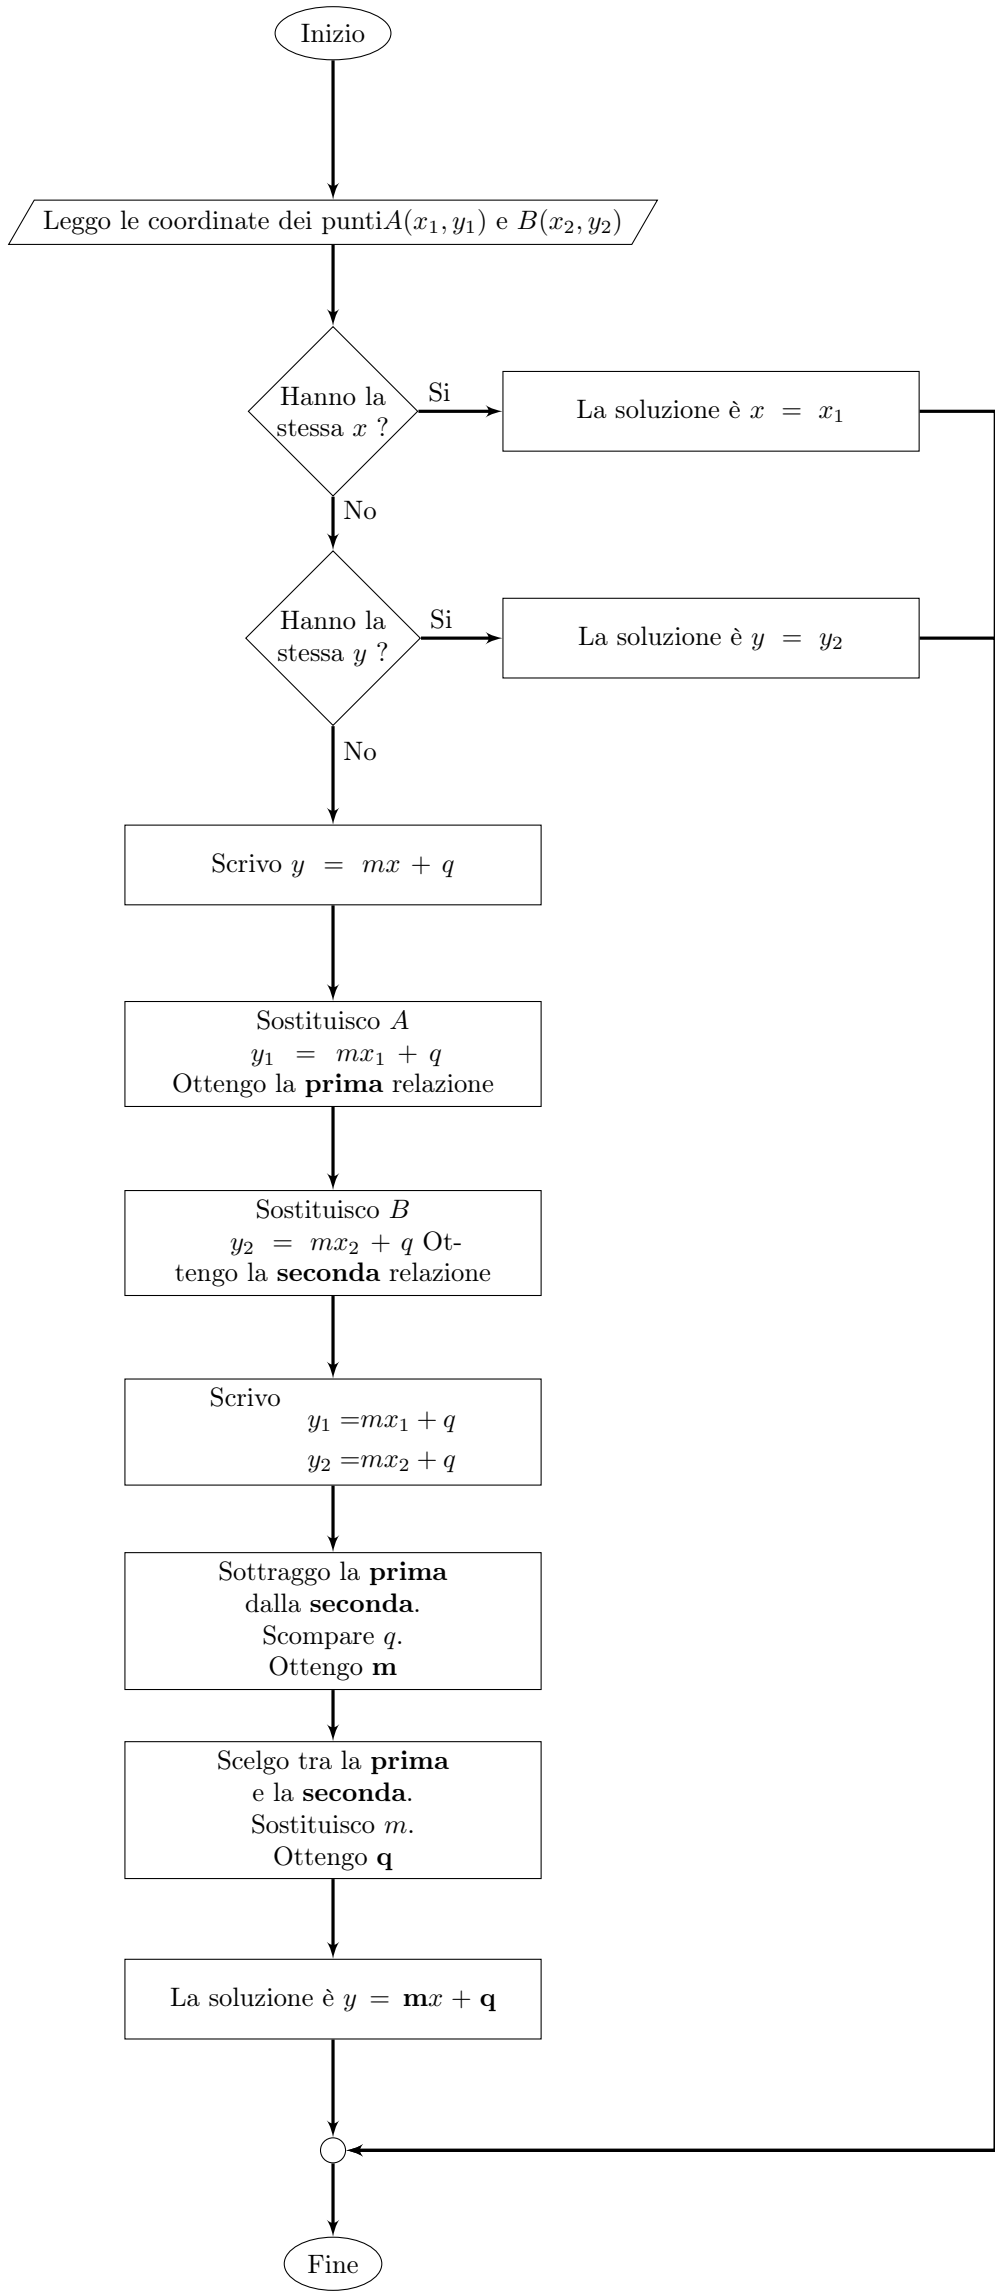 Inizio
Leggo le coordinate dei puntiA(x₁, y₁) e B(x₂, y₂)
Hanno la
stessa x ?
Si
La soluzione è x = x₁
No
Hanno la
stessa y ?
Si
La soluzione è y = y₂
No
Scrivo y = mx + q
Sostituisco A
y₁ = mx₁ + q
Ottengo la prima relazione
Sostituisco B
y₂ = mx₂ + q Ot-
tengo la seconda relazione
Scrivo
y₁ =mx₁ + q
y₂ =mx₂ + q
Sottraggo la prima
dalla seconda.
Scompare q.
Ottengo m
Scelgo tra la prima
e la seconda.
Sostituisco m.
Ottengo q
La soluzione è y = mx + q
Fine